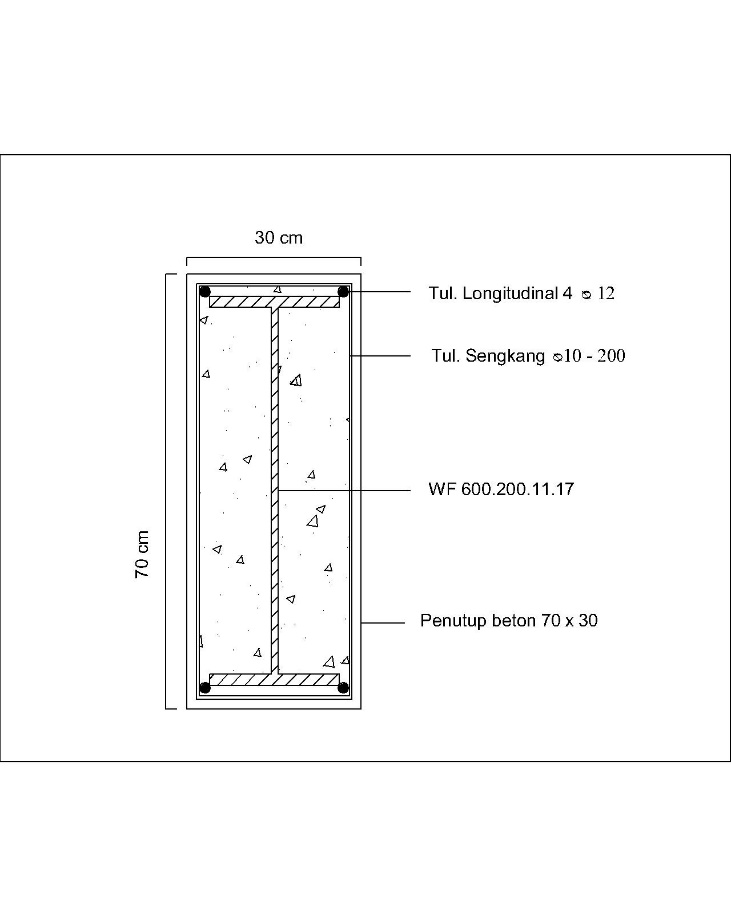 30 cm
Tul. Longitudinal 4 ⌀ 12
Tul. Sengkang ⌀10 - 200
WF 600.200.11.17
70 cm
Penutup beton 70 x 30